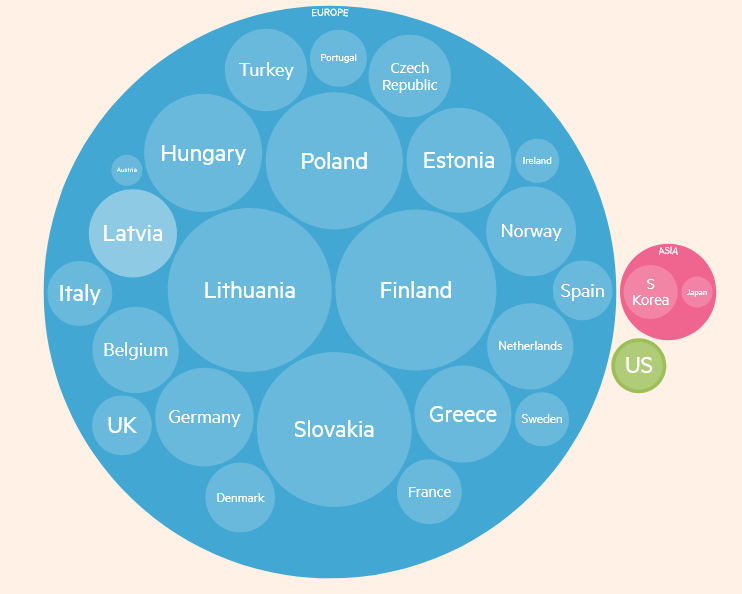 EUROPE
Turkey
Portugal
Czech
Republic
Hungary
Poland
Estonia
Ireland
Austria
Latvia
Norway
Lithuania
Finland
Italy
Spain
ASIA
S
Korea
Japan
Belgium
Netherlands
US
UK
Germany
Slovakia
Greece
Sweden
Denmark
France